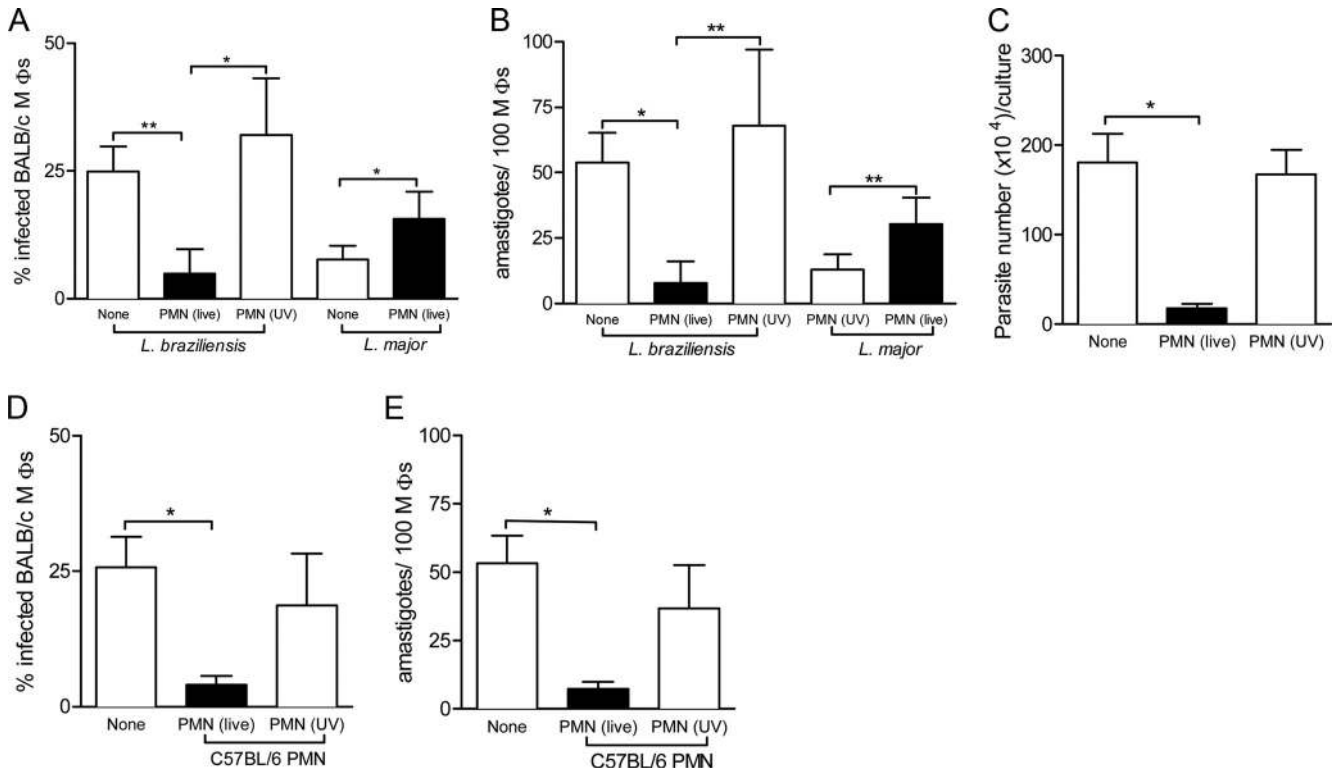 A
% infected BALB/c M Φs
50
25
0
**
*
*
None PMN (live) PMN (UV) None PMN (live)
L. braziliensis L. major
B
amastigotes/ 100 M Φs
100
75
50
25
0
*
**
**
None PMN (live) PMN (UV) PMN (UV) PMN (live)
L. braziliensis L. major
C
Parasite number (x10 4)/culture
300
200
100
0
*
None PMN (live) PMN (UV)
D
% infected BALB/c M Φs
50
25
0
*
None PMN (live) PMN (UV)
C57BL/6 PMN
E
amastigotes/ 100 M Φs
100
75
50
25
0
*
None PMN (live) PMN (UV)
C57BL/6 PMN